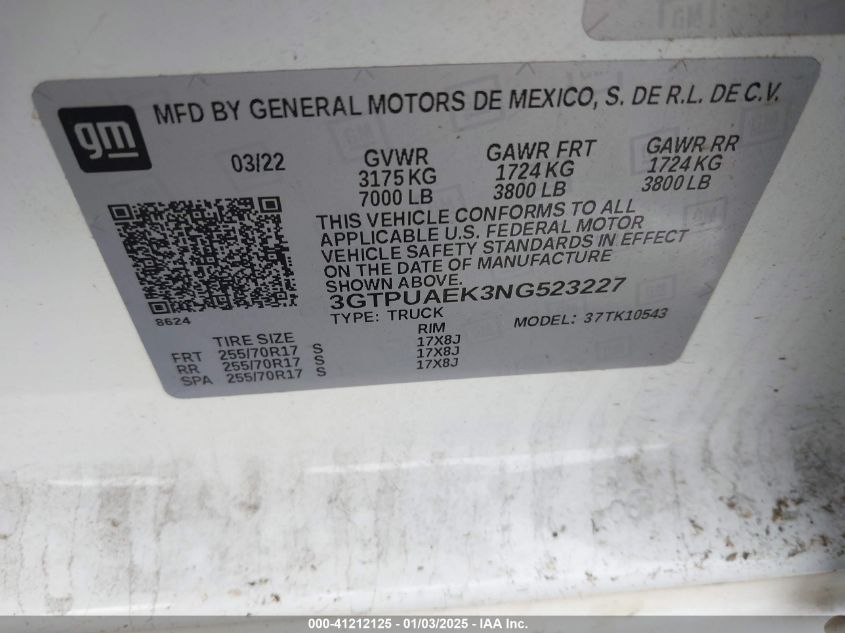 gm
MFD BY GENERAL MOTORS DE MEXICO, S. DE R.L. DE C.V.
03/22
GVWR
3175 KG
7000 LB
GAWR FRT
1724 KG
3800 LB
GAWR RR
1724 KG
3800 LB
THIS VEHICLE CONFORMS TO ALL
APPLICABLE U.S. FEDERAL MOTOR
VEHICLE SAFETY STANDARDS IN EFFECT
ON THE DATE OF MANUFACTURE
SHOWN ABOVE.
3GTPUAEK3NG523227
8624
TYPE: TRUCK
MODEL: 37TK10543
TIRE SIZE RIM
FRT 255/70R17 S 17X8J
RR 255/70R17 S 17X8J
SPA 255/70R17 S 17X8J
000-41212125 - 01/03/2025 - IAA Inc.